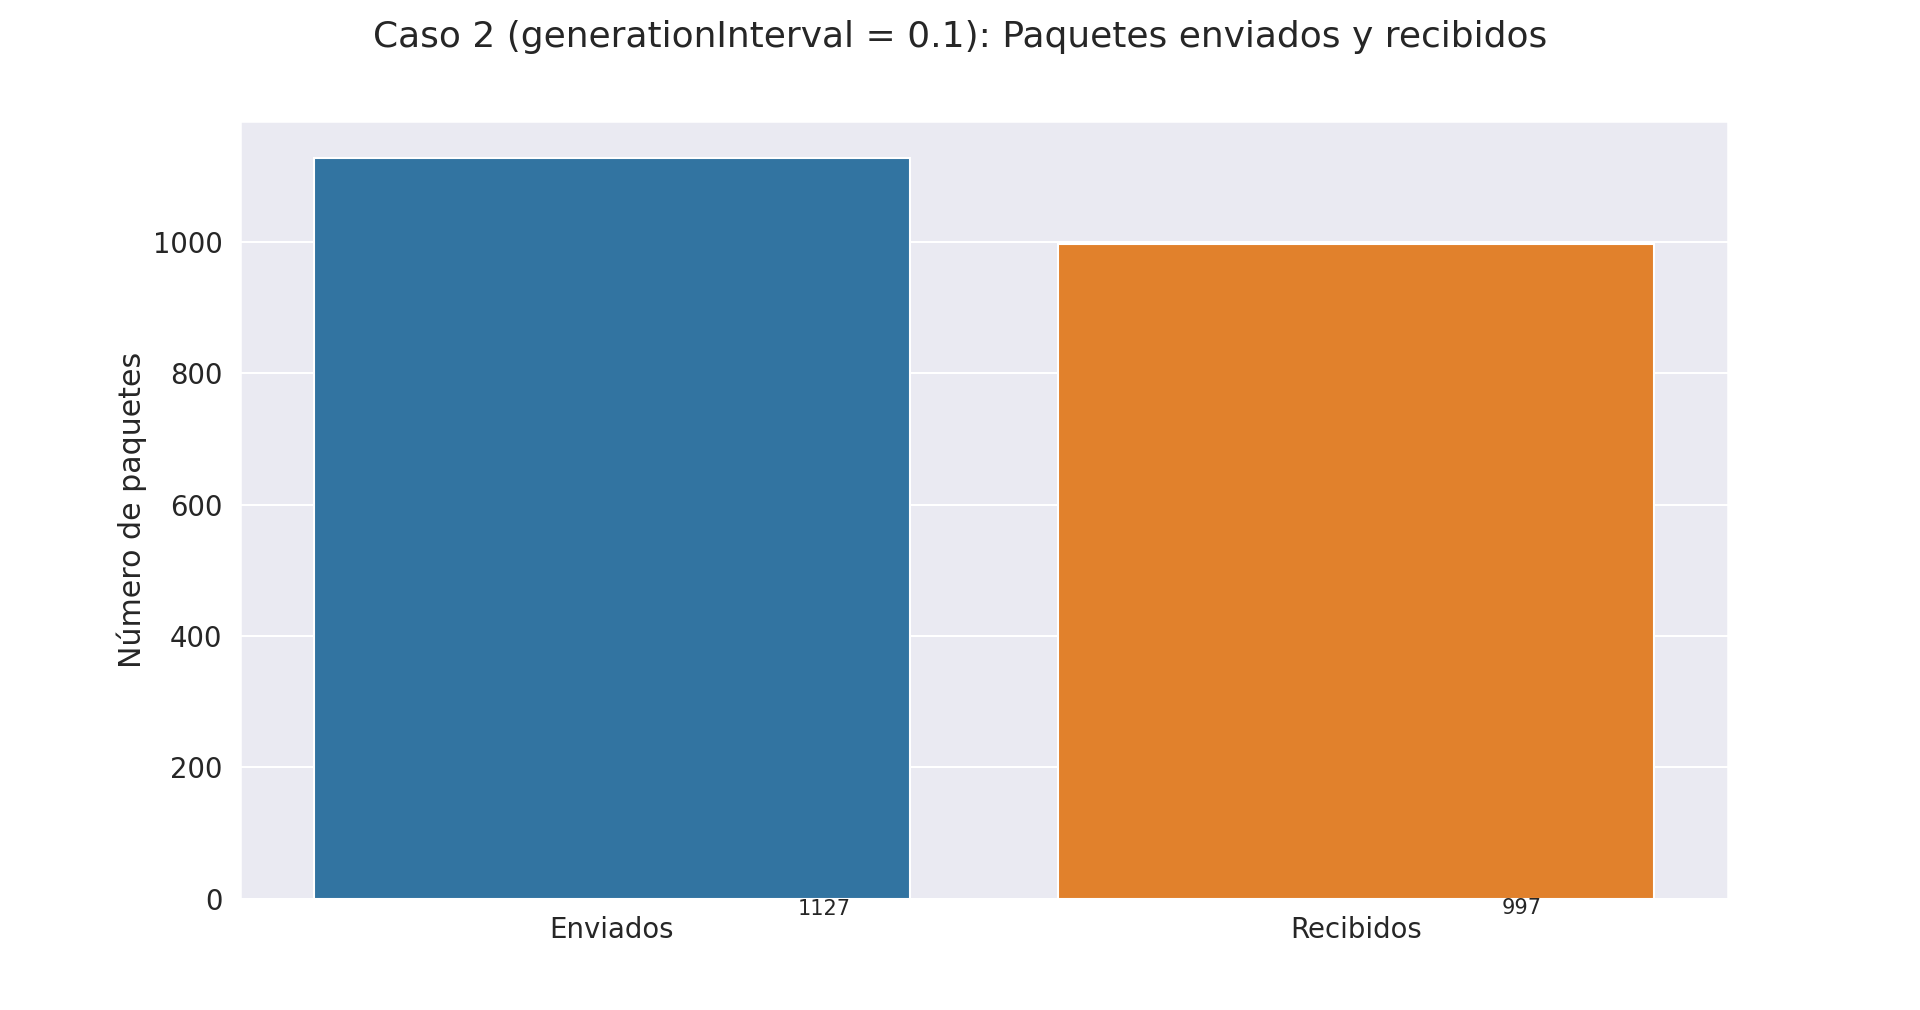 Caso 2 (generationInterval = 0.1): Paquetes enviados y recibidos
Número de paquetes
1000
800
600
400
200
0
1127
997
Enviados
Recibidos